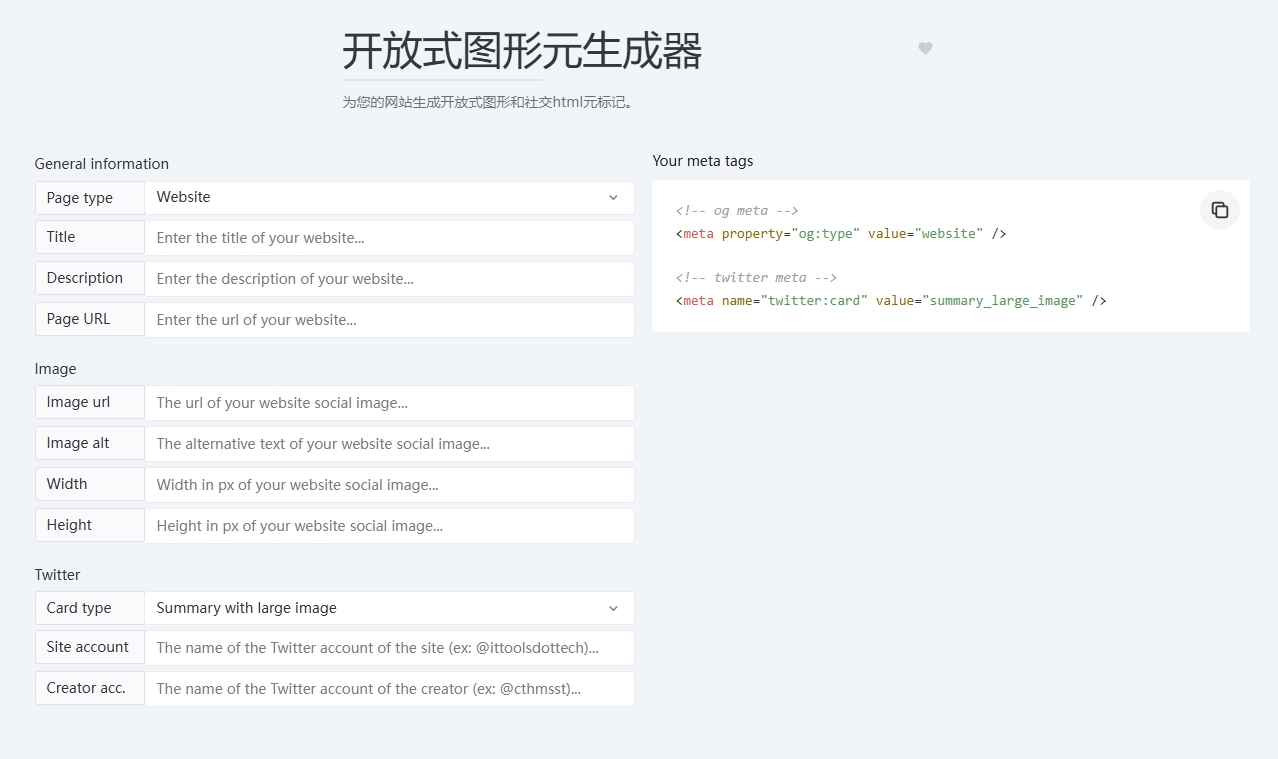 开放式图形元生成器
为您的网站生成开放式图形和社交html元标记。
General information
Page type Website
Title Enter the title of your website...
Description Enter the description of your website...
Page URL Enter the url of your website...
Image
Image url The url of your website social image...
Image alt The alternative text of your website social image...
Width Width in px of your website social image...
Height Height in px of your website social image...
Twitter
Card type Summary with large image
Site account The name of the Twitter account of the site (ex: @ittoolsdottech)...
Creator acc. The name of the Twitter account of the creator (ex: @cthmsst)...
Your meta tags
<!-- og meta -->
<meta property="og:type" value="website" />
<!-- twitter meta -->
<meta name="twitter:card" value="summary_large_image" />